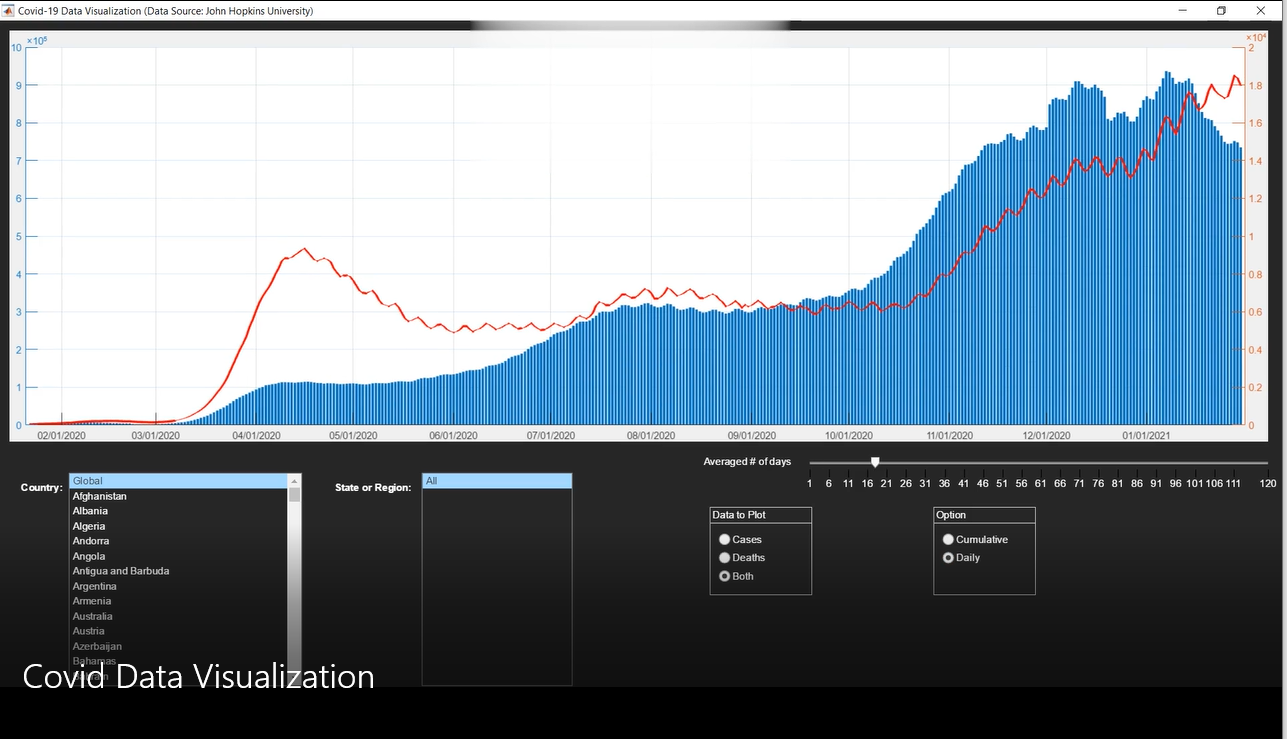 Covid-19 Data Visualization (Data Source: John Hopkins University)
×10⁵
×10⁴
10
9
8
7
6
5
4
3
2
1
0
2
1.8
1.6
1.4
1.2
1
0.8
0.6
0.4
0.2
0
02/01/2020 03/01/2020 04/01/2020 05/01/2020 06/01/2020 07/01/2020 08/01/2020 09/01/2020 10/01/2020 11/01/2020 12/01/2020 01/01/2021
Averaged # of days
1 6 11 16 21 26 31 36 41 46 51 56 61 66 71 76 81 86 91 96 101 106 111 120
Country:
Global
Afghanistan
Albania
Algeria
Andorra
Angola
Antigua and Barbuda
Argentina
Armenia
Australia
Austria
Azerbaijan
Bahamas
State or Region:
All
Data to Plot
Cases
Deaths
Both
Option
Cumulative
Daily
Covid Data Visualization